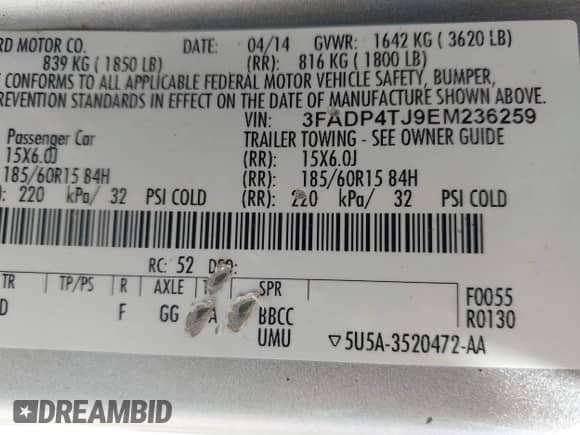 RD MOTOR CO. DATE: 04/14 GVWR: 1642 KG ( 3620 LB)
839 KG ( 1850 LB) (RR): 816 KG ( 1800 LB)
CONFORMS TO ALL APPLICABLE FEDERAL MOTOR VEHICLE SAFETY, BUMPER,
REVENTION STANDARDS IN EFFECT ON THE DATE OF MANUFACTURE SHOWN ABOVE.
VIN: 3FADP4TJ9EM236259
Passenger Car TRAILER TOWING - SEE OWNER GUIDE
15X6.0J (RR): 15X6.0J
185/60R15 84H (RR): 185/60R15 84H
): 220 kPa/ 32 PSI COLD (RR): 220 kPa/ 32 PSI COLD
RC: 52 DSO:
TR TP/PS R AXLE SPR F0055
F GG A BBCC R0130
UMU ▽5U5A-3520472-AA
DREAMBID